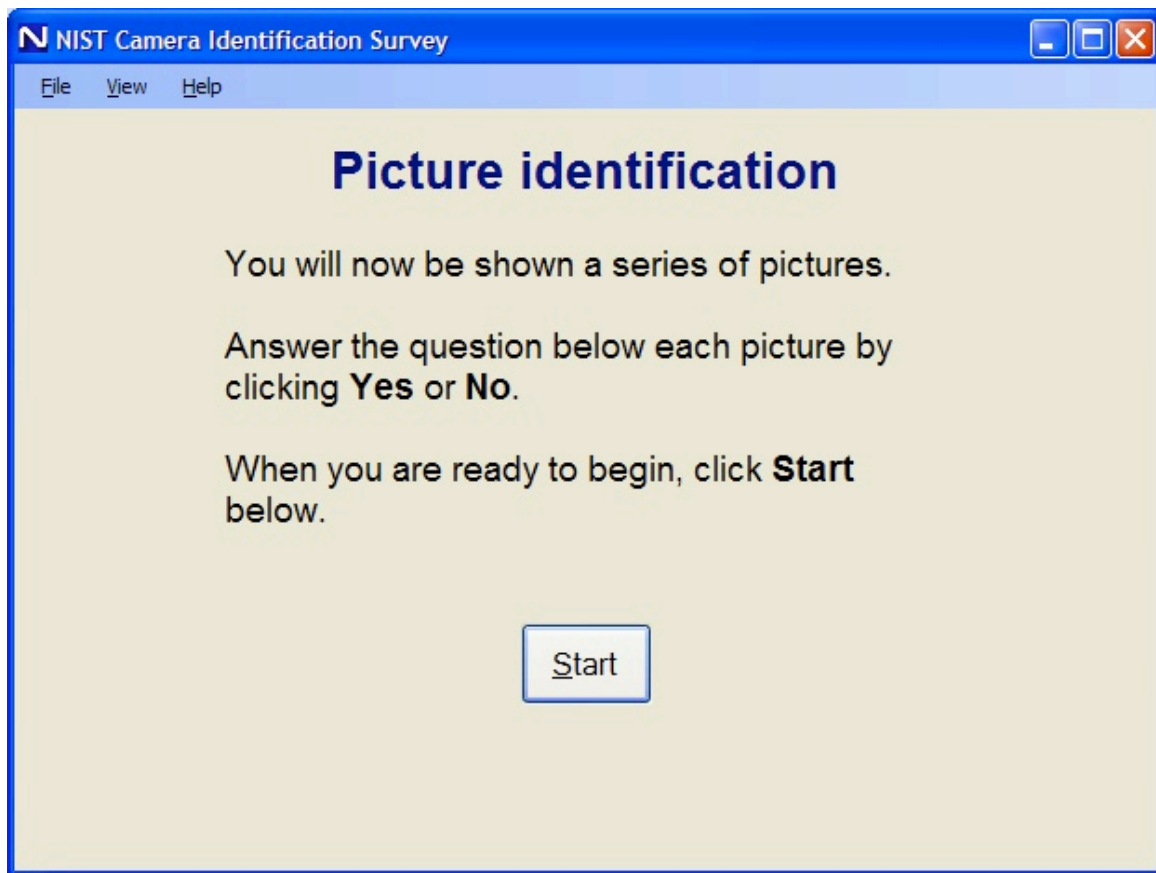 NIST Camera Identification Survey
File View Help
Picture identification
You will now be shown a series of pictures.
Answer the question below each picture by
clicking Yes or No.
When you are ready to begin, click Start
below.
Start